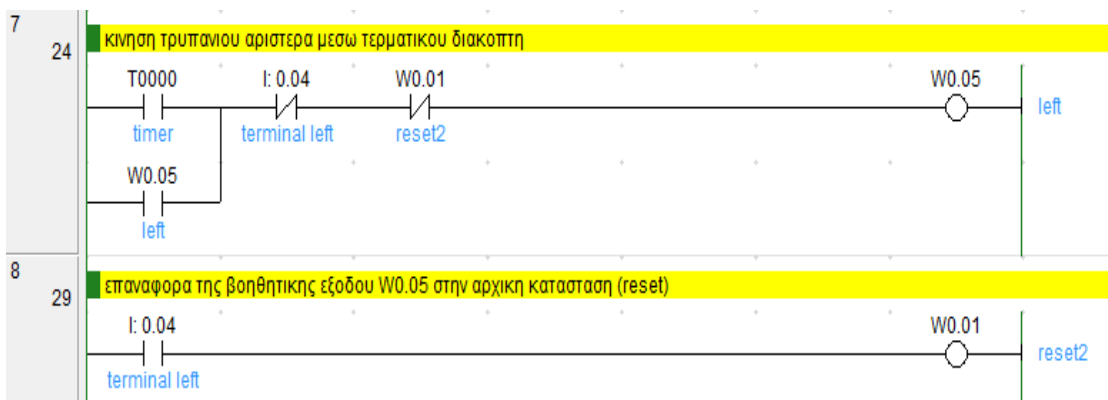 7
24
κινηση τρυπανιου αριστερα μεσω τερματικου διακοπτη
T0000 I: 0.04 W0.01 W0.05
timer terminal left reset2 left
W0.05
left
8
29
επαναφορα της βοηθητικης εξοδου W0.05 στην αρχικη κατασταση (reset)
I: 0.04 W0.01
terminal left reset2